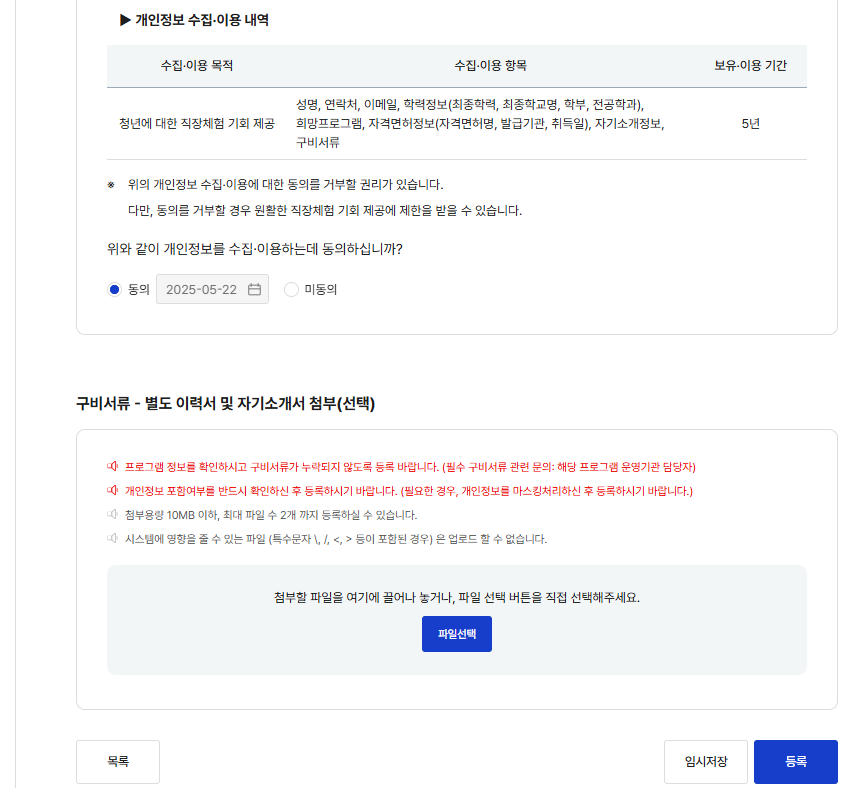 ▶ 개인정보 수집·이용 내역
수집·이용 목적 수집·이용 항목 보유·이용 기간
청년에 대한 직장체험 기회 제공
성명, 연락처, 이메일, 학력정보(최종학력, 최종학교명, 학부, 전공학과),
희망프로그램, 자격면허정보(자격면허명, 발급기관, 취득일), 자기소개정보,
구비서류
5년
※ 위의 개인정보 수집·이용에 대한 동의를 거부할 권리가 있습니다.
다만, 동의를 거부할 경우 원활한 직장체험 기회 제공에 제한을 받을 수 있습니다.
위와 같이 개인정보를 수집·이용하는데 동의하십니까?
동의 2025-05-22 미동의
구비서류 - 별도 이력서 및 자기소개서 첨부(선택)
프로그램 정보를 확인하시고 구비서류가 누락되지 않도록 등록 바랍니다. (필수 구비서류 관련 문의: 해당 프로그램 운영기관 담당자)
개인정보 포함여부를 반드시 확인하신 후 등록하시기 바랍니다. (필요한 경우, 개인정보를 마스킹처리하신 후 등록하시기 바랍니다.)
첨부용량 10MB 이하, 최대 파일 수 2개 까지 등록하실 수 있습니다.
시스템에 영향을 줄 수 있는 파일 (특수문자 \, /, <, > 등이 포함된 경우) 은 업로드 할 수 없습니다.
첨부할 파일을 여기에 끌어다 놓거나, 파일 선택 버튼을 직접 선택해주세요.
파일선택
목록 임시저장 등록